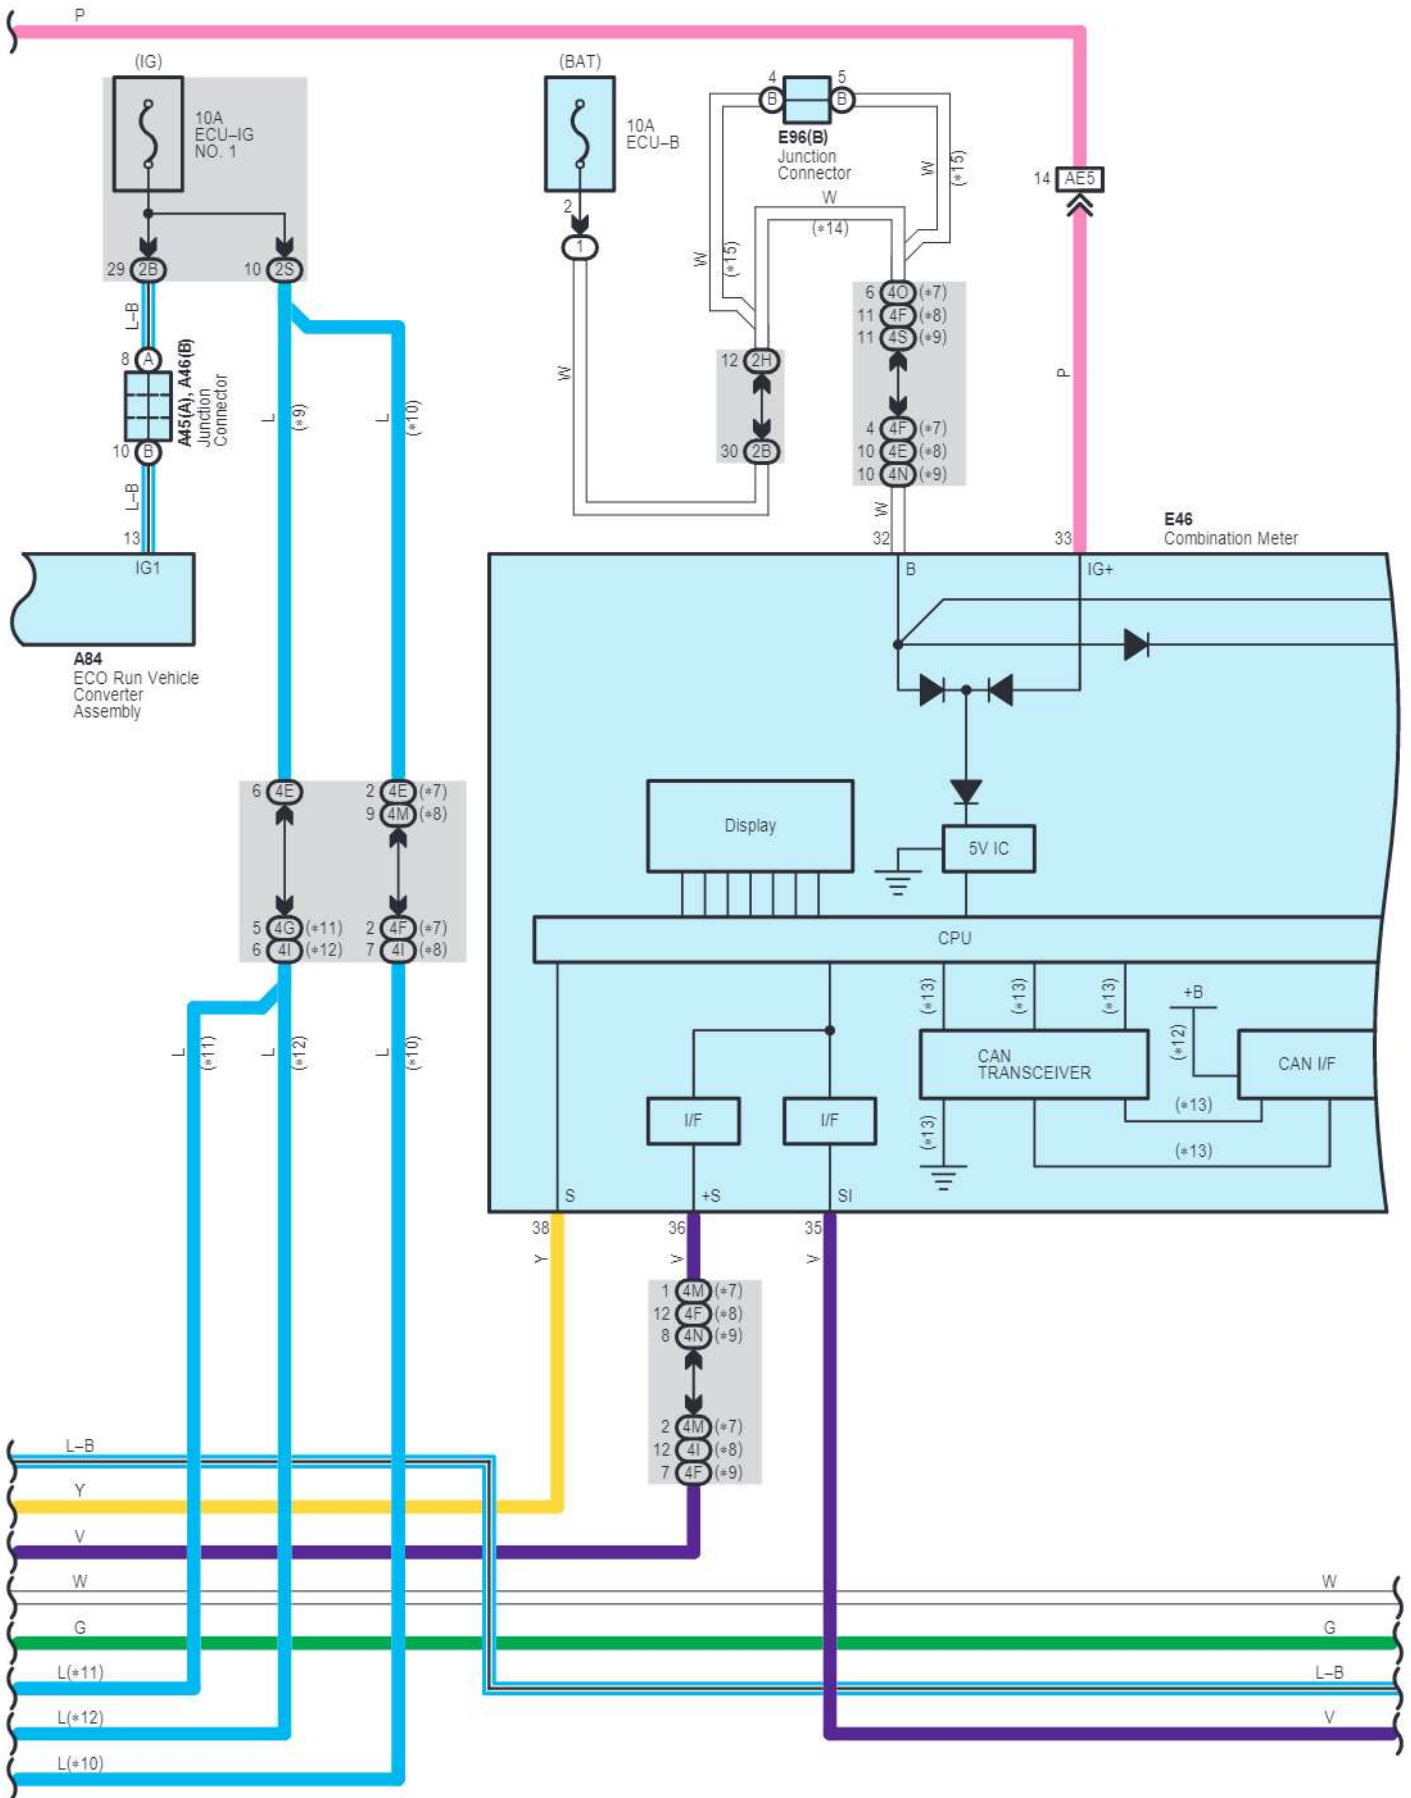 P
(IG)
10A
ECU–IG
NO. 1
29 2B
10 2S
L–B
8 A
A45(A), A46(B)
Junction
Connector
10 B
L–B
13
IG1
A84
ECO Run Vehicle
Converter
Assembly
L
(*9)
L
(*10)
(BAT)
10A
ECU–B
2
1
W
4 B
5 B
E96(B)
Junction
Connector
W
(*15)
W
(*14)
W
(*15)
12 2H
30 2B
6 4O (*7)
11 4F (*8)
11 4S (*9)
4 4F (*7)
10 4E (*8)
10 4N (*9)
W
32
14 AE5
P
33
E46
Combination Meter
B
IG+
Display
5V IC
CPU
(*13)
(*13)
(*13)
+B
(*12)
CAN
TRANSCEIVER
CAN I/F
(*13)
(*13)
(*13)
I/F
I/F
S
+S
SI
38
36
35
Y
V
V
6 4E
2 4E (*7)
9 4M (*8)
5 4G (*11)
6 4I (*12)
2 4F (*7)
7 4I (*8)
L
(*11)
L
(*12)
L
(*10)
1 4M (*7)
12 4F (*8)
8 4N (*9)
2 4M (*7)
12 4I (*8)
7 4F (*9)
L–B
Y
V
W
W
G
G
L(*11)
L–B
L(*12)
V
L(*10)